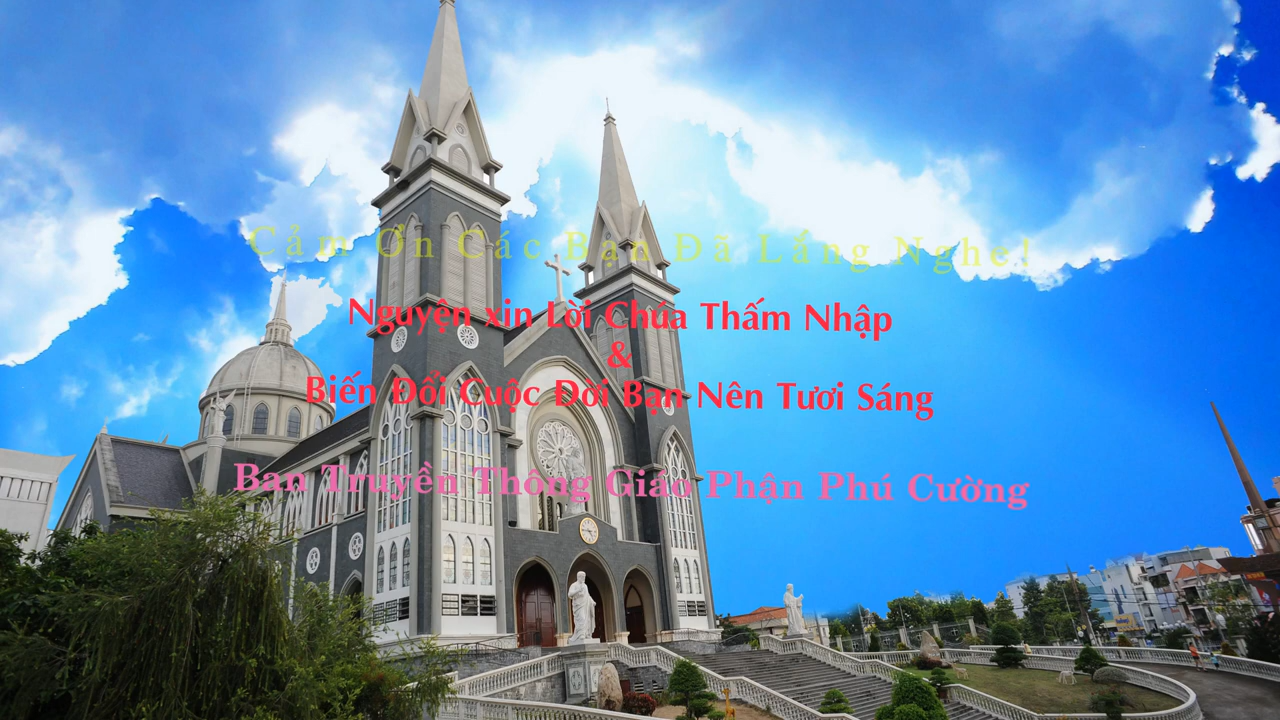 Cảm Ơn Các Bạn Đã Lắng Nghe!
Nguyện xin Lời Chúa Thấm Nhập
&
Biến Đổi Cuộc Đời Bạn Nên Tươi Sáng
Ban Truyền Thông Giáo Phận Phú Cường